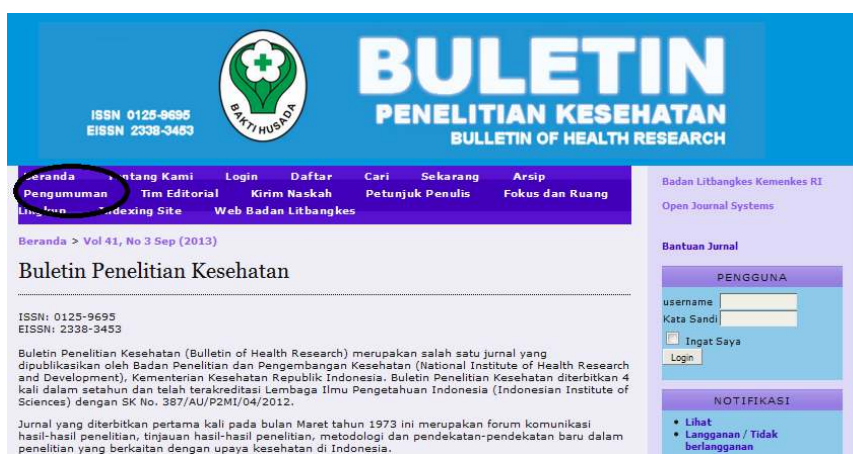 BULETIN
PENELITIAN KESEHATAN
BULLETIN OF HEALTH RESEARCH
ISSN 0125-9695
EISSN 2338-3453
BAKTI HUSADA
Beranda Tentang Kami Login Daftar Cari Sekarang Arsip
Pengumuman Tim Editorial Kirim Naskah Petunjuk Penulis Fokus dan Ruang
Lingkup Indexing Site Web Badan Litbangkes
Beranda > Vol 41, No 3 Sep (2013)
Buletin Penelitian Kesehatan
ISSN: 0125-9695
EISSN: 2338-3453
Buletin Penelitian Kesehatan (Bulletin of Health Research) merupakan salah satu jurnal yang
dipublikasikan oleh Badan Penelitian dan Pengembangan Kesehatan (National Institute of Health Research
and Development), Kementerian Kesehatan Republik Indonesia. Buletin Penelitian Kesehatan diterbitkan 4
kali dalam setahun dan telah terakreditasi Lembaga Ilmu Pengetahuan Indonesia (Indonesian Institute of
Sciences) dengan SK No. 387/AU/P2MI/04/2012.
Jurnal yang diterbitkan pertama kali pada bulan Maret tahun 1973 ini merupakan forum komunikasi
hasil-hasil penelitian, tinjauan hasil-hasil penelitian, metodologi dan pendekatan-pendekatan baru dalam
penelitian yang berkaitan dengan upaya kesehatan di Indonesia.
Badan Litbangkes Kemenkes RI
Open Journal Systems
Bantuan Jurnal
PENGGUNA
username
Kata Sandi
Ingat Saya
Login
NOTIFIKASI
Lihat
Langganan / Tidak
berlangganan